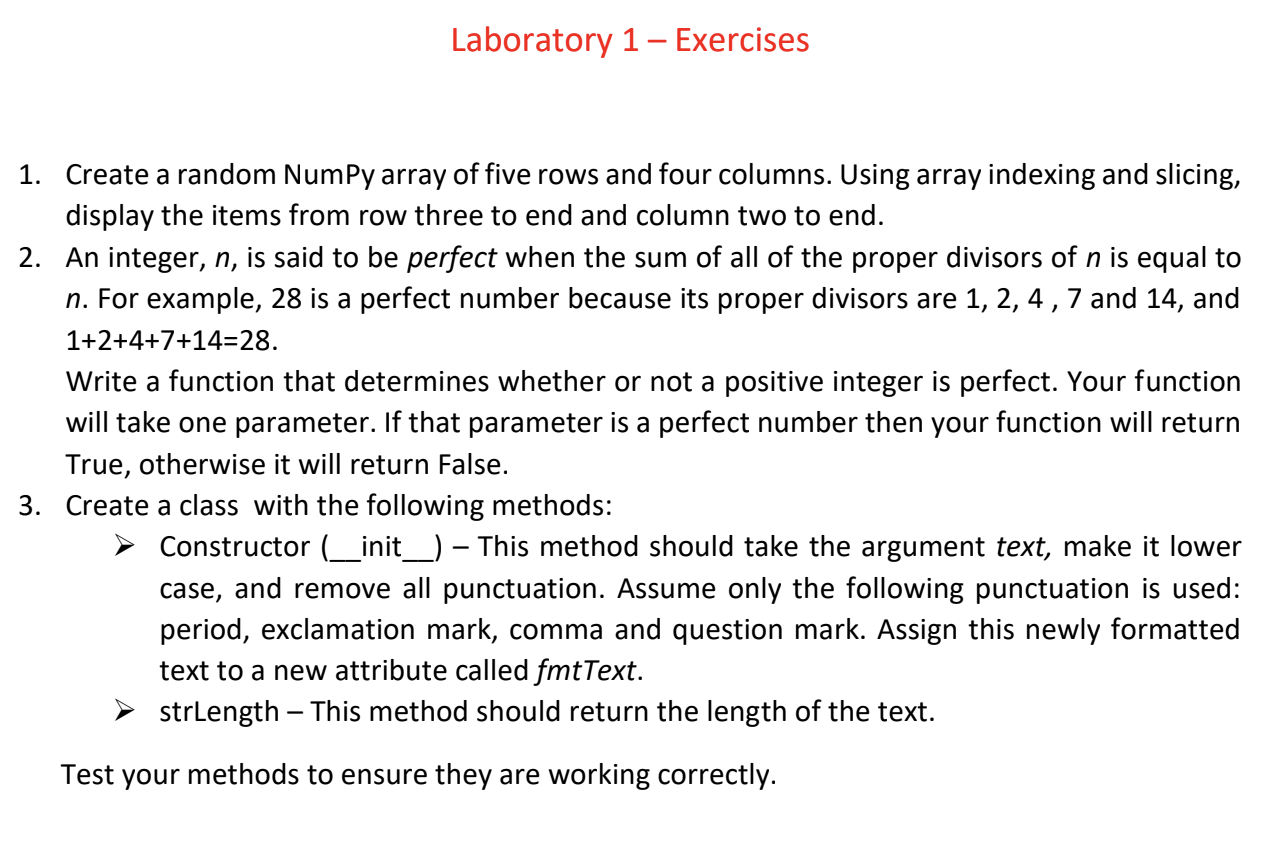 Laboratory 1 – Exercises
1. Create a random NumPy array of five rows and four columns. Using array indexing and slicing,
display the items from row three to end and column two to end.
2. An integer, n, is said to be perfect when the sum of all of the proper divisors of n is equal to
n. For example, 28 is a perfect number because its proper divisors are 1, 2, 4 , 7 and 14, and
1+2+4+7+14=28.
Write a function that determines whether or not a positive integer is perfect. Your function
will take one parameter. If that parameter is a perfect number then your function will return
True, otherwise it will return False.
3. Create a class  with the following methods:
➢ Constructor (__init__) – This method should take the argument text, make it lower
case, and remove all punctuation. Assume only the following punctuation is used:
period, exclamation mark, comma and question mark. Assign this newly formatted
text to a new attribute called fmtText.
➢ strLength – This method should return the length of the text.
Test your methods to ensure they are working correctly.